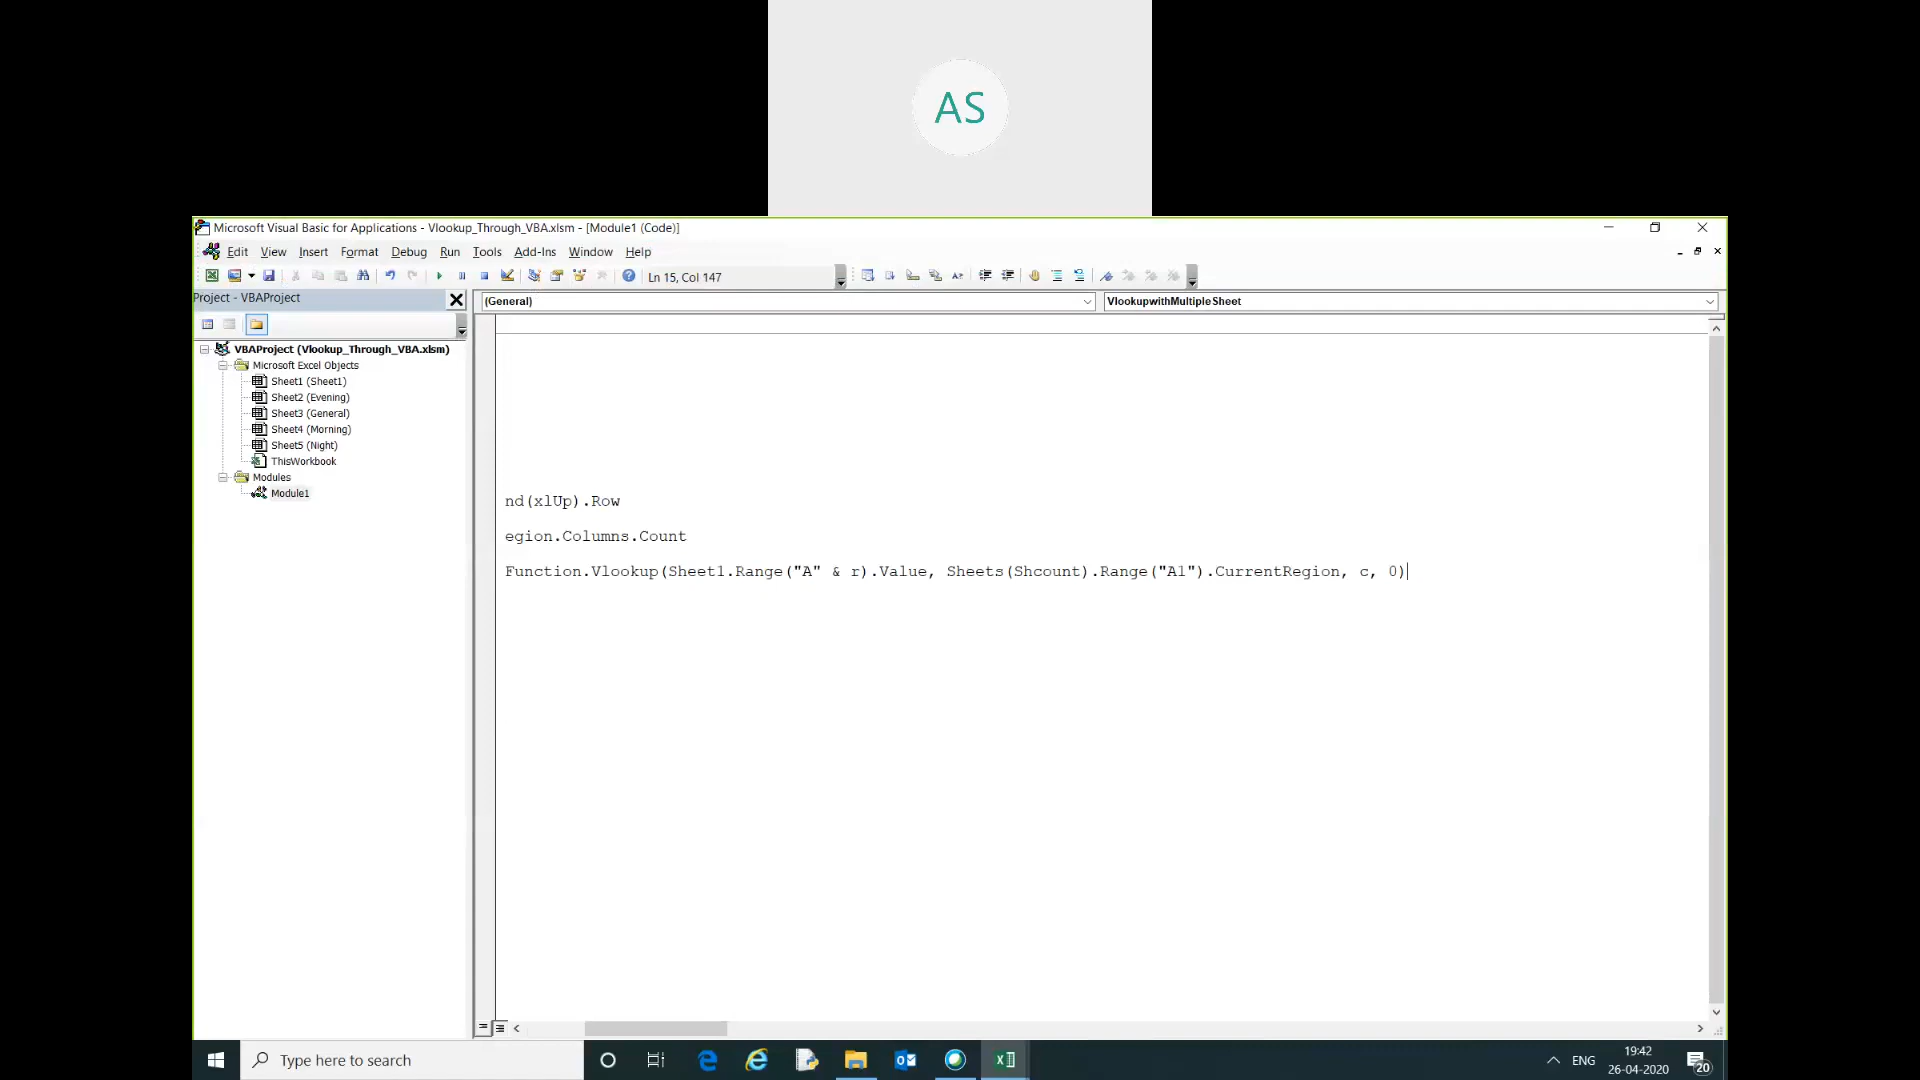 AS
Microsoft Visual Basic for Applications - Vlookup_Through_VBA.xlsm - [Module1 (Code)]
Edit View Insert Format Debug Run Tools Add-Ins Window Help
Ln 15, Col 147
Project - VBAProject
(General)
VlookupwithMultipleSheet
VBAProject (Vlookup_Through_VBA.xlsm)
Microsoft Excel Objects
Sheet1 (Sheet1)
Sheet2 (Evening)
Sheet3 (General)
Sheet4 (Morning)
Sheet5 (Night)
ThisWorkbook
Modules
Module1
nd(xlUp).Row
egion.Columns.Count
Function.Vlookup(Sheet1.Range("A" & r).Value, Sheets(Shcount).Range("A1").CurrentRegion, c, 0)
Type here to search
ENG
19:42
26-04-2020
20